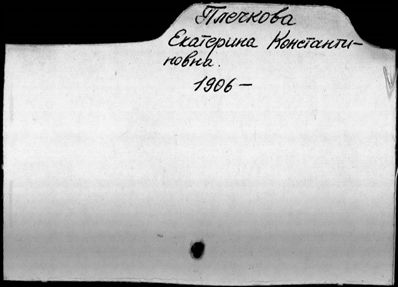 Плечкова
Екатерина Константи-
новна.
1906 —